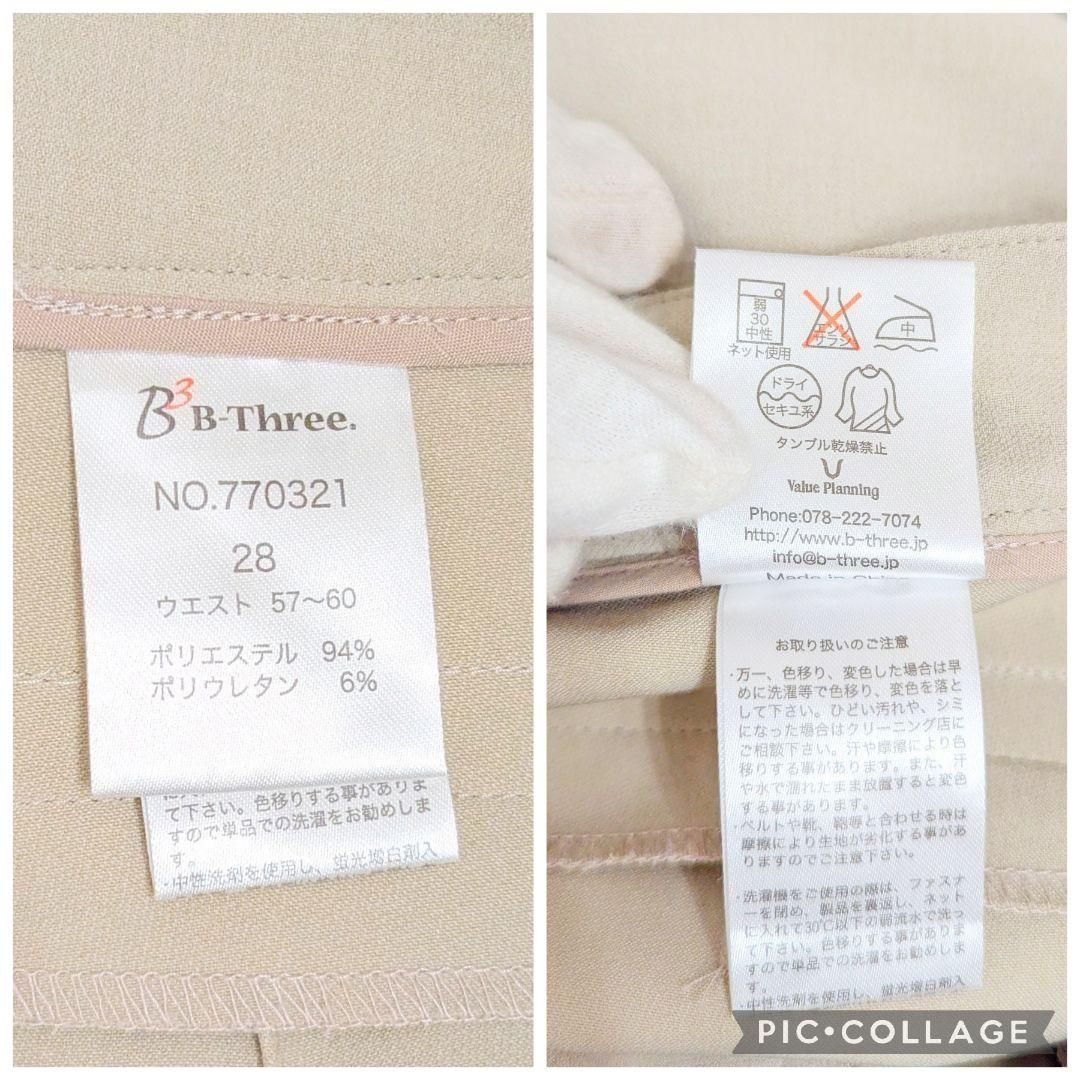 B3 B-Three.
NO.770321
28
ウエスト 57〜60
ポリエステル 94%
ポリウレタン 6%
て下さい。色移りする事がありま
すので単品での洗濯をお勧めしま
す。
・中性洗剤を使用し、蛍光増白剤入
弱
30
中性
ネット使用
エンソ
サラン
中
ドライ
セキユ系
タンブル乾燥禁止
Value Planning
Phone:078-222-7074
http://www.b-three.jp
info@b-three.jp
Made in China
お取り扱いのご注意
・万一、色移り、変色した場合は早
めに洗濯等で色移り、変色を落と
して下さい。ひどい汚れや、シミ
になった場合はクリーニング店に
ご相談下さい。汗や摩擦により色
移りする事があります。また、汗
や水で濡れたまま放置すると変色
する事があります。
・ベルトや靴、鞄等と合わせる時は
摩擦により生地が劣化する事があ
りますのでご注意下さい。
・洗濯機をご使用の際は、ファスナ
ーを閉め、製品を裏返し、ネット
に入れて30℃以下の弱流水で洗っ
て下さい。色移りする事がありま
すので単品での洗濯をお勧めしま
す。
・中性洗剤を使用し、蛍光増白剤入
PIC•COLLAGE